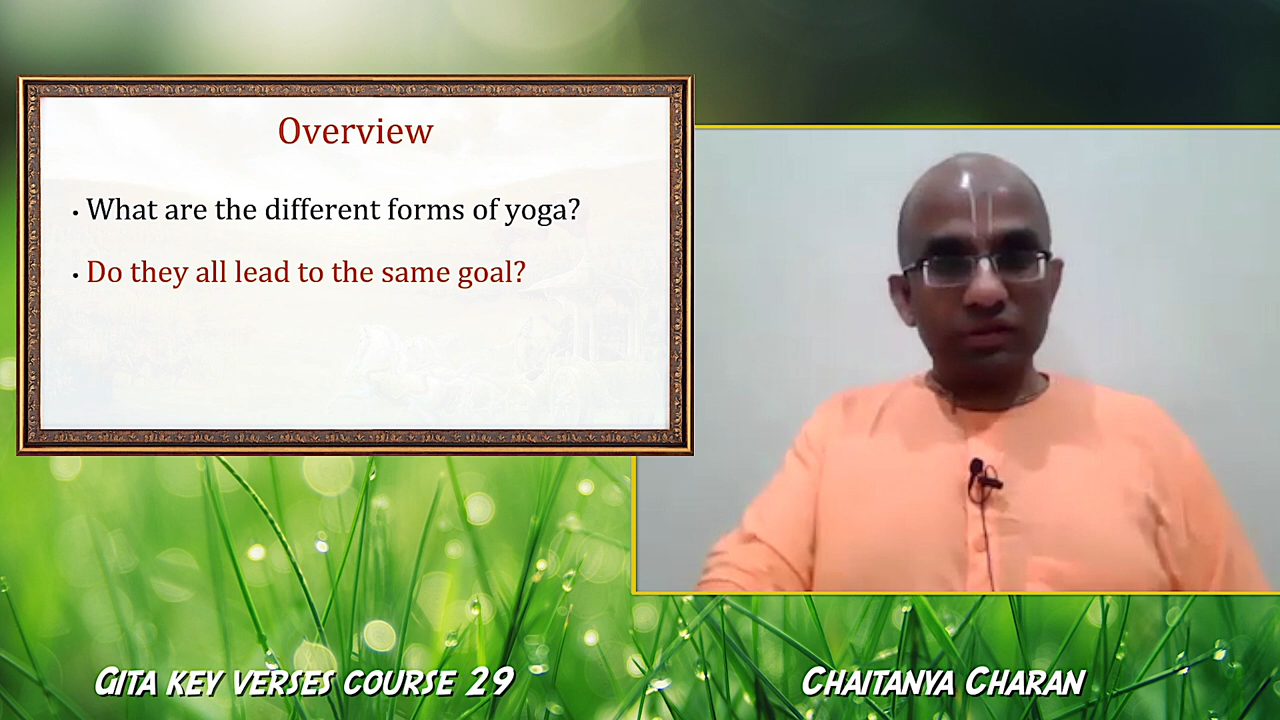 Overview
• What are the different forms of yoga?
• Do they all lead to the same goal?
GITA KEY VERSES COURSE 29
CHAITANYA CHARAN